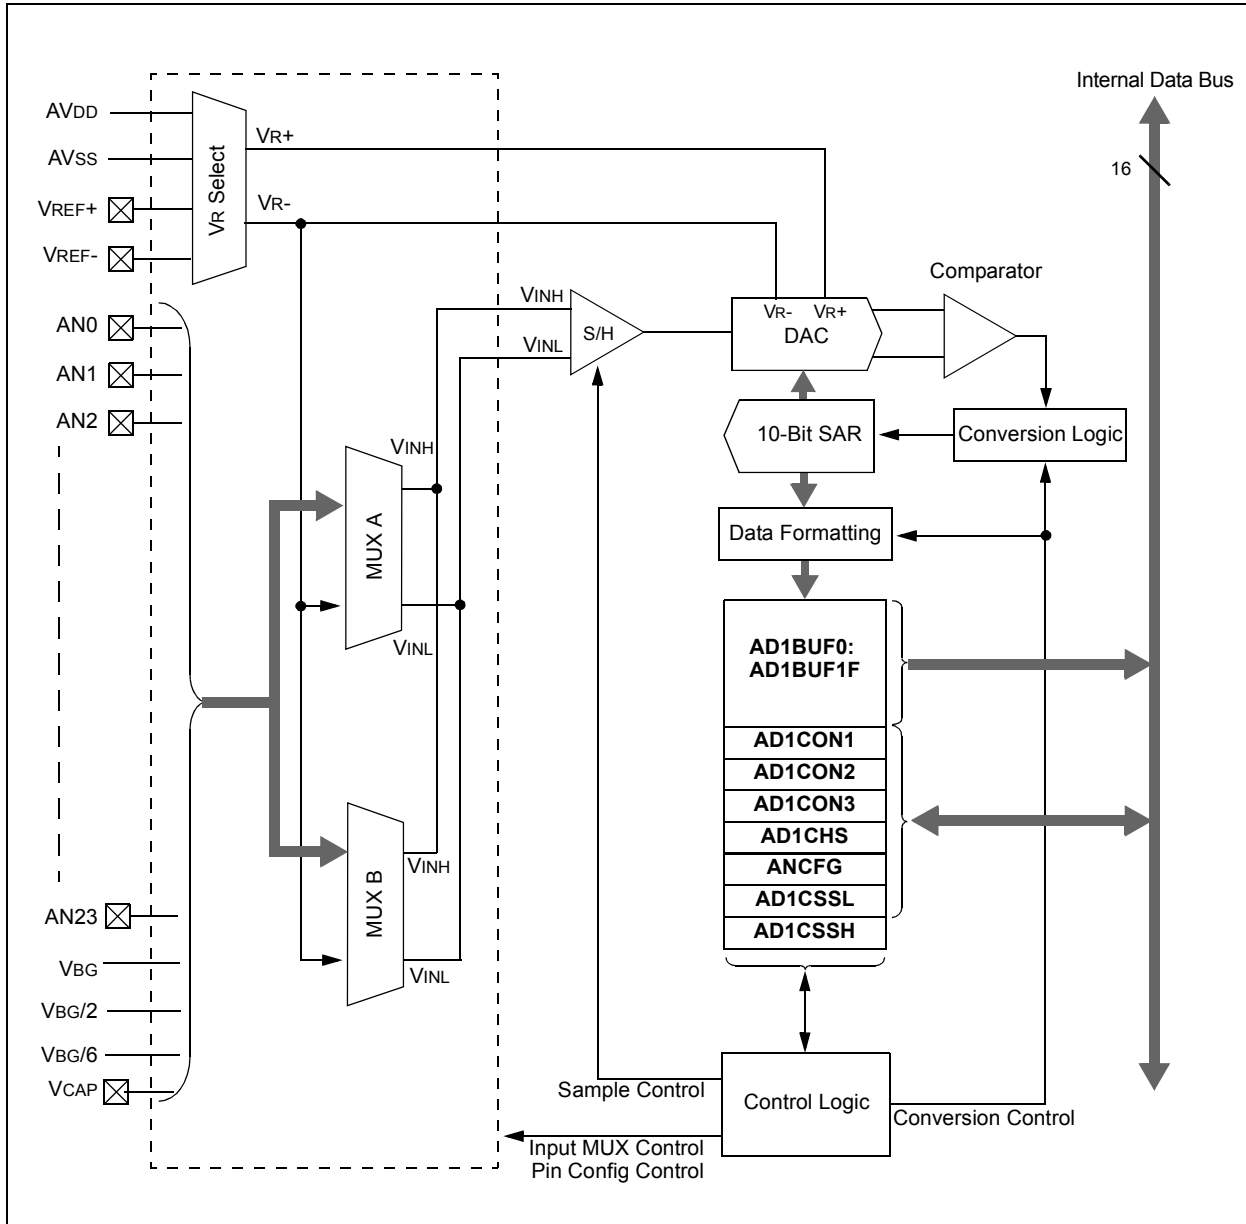 Internal Data Bus
16
AVDD
AVSS
VREF+
VREF-
VR Select
VR+
VR-
AN0
AN1
AN2
AN23
VBG
VBG/2
VBG/6
VCAP
MUX A
VINH
VINL
MUX B
VINH
VINL
VINH
VINL
S/H
VR- VR+
DAC
Comparator
10-Bit SAR
Conversion Logic
Data Formatting
AD1BUF0:
AD1BUF1F
AD1CON1
AD1CON2
AD1CON3
AD1CHS
ANCFG
AD1CSSL
AD1CSSH
Control Logic
Sample Control
Conversion Control
Input MUX Control
Pin Config Control